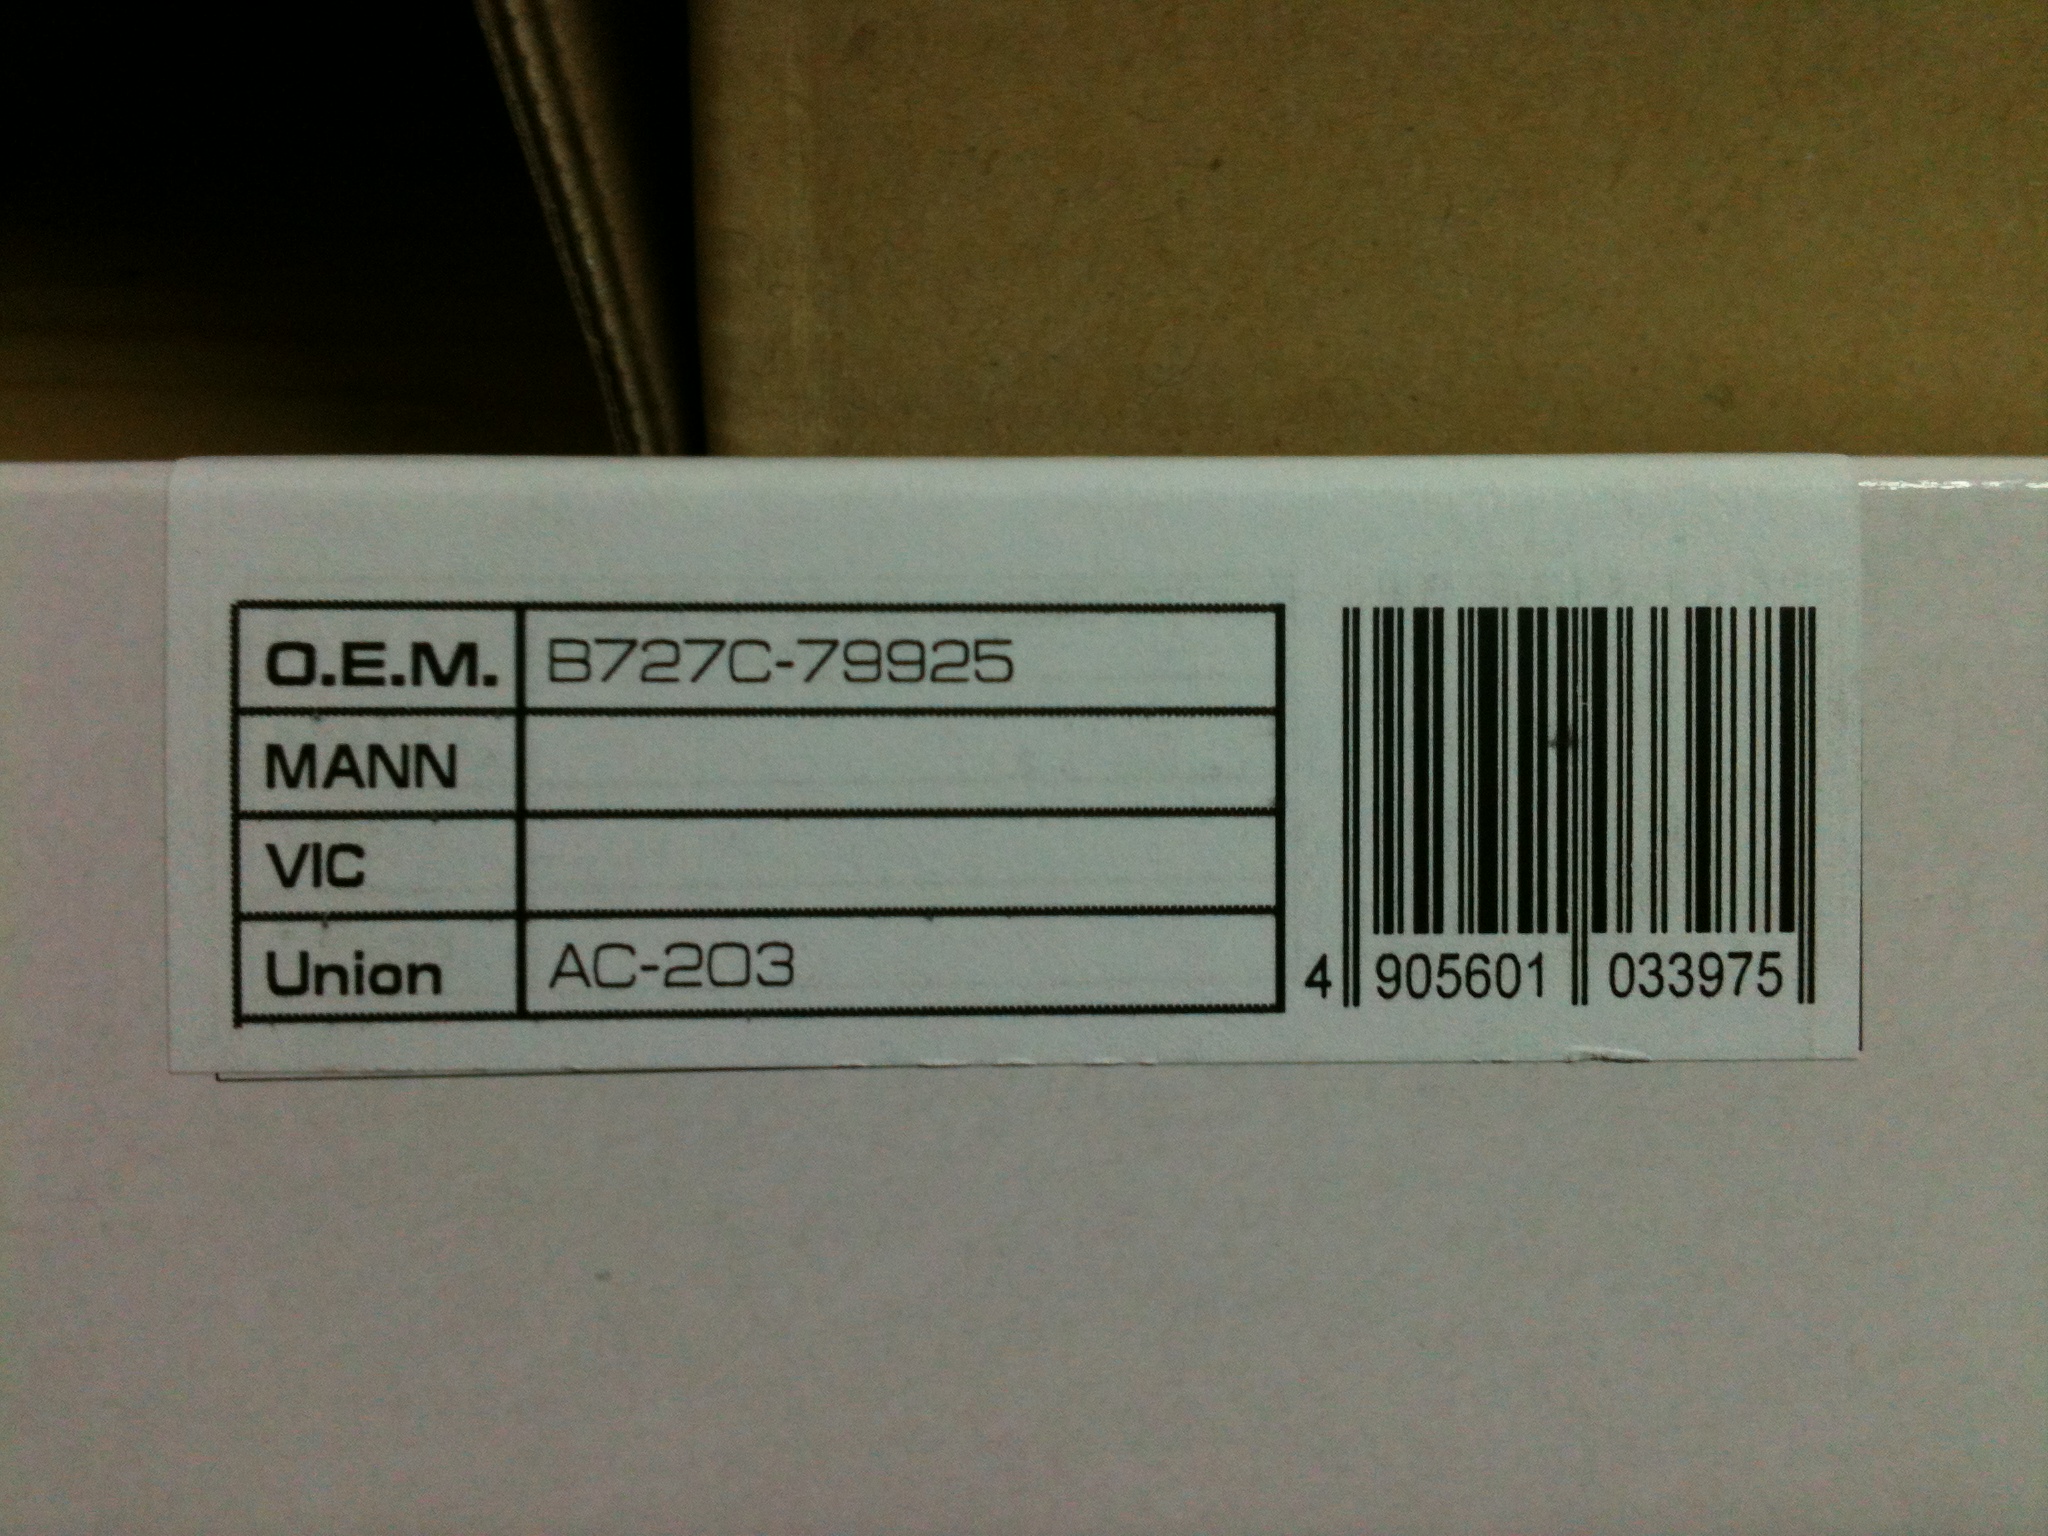 O.E.M. B727C-79925
MANN
VIC
Union AC-203
4 905601 033975